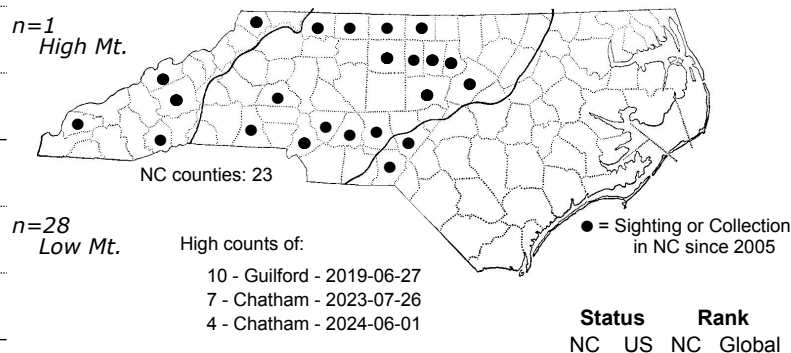 n=1
High Mt.
NC counties: 23
n=28
Low Mt.
High counts of:
10 - Guilford - 2019-06-27
7 - Chatham - 2023-07-26
4 - Chatham - 2024-06-01
● = Sighting or Collection
in NC since 2005
Status Rank
NC US NC Global